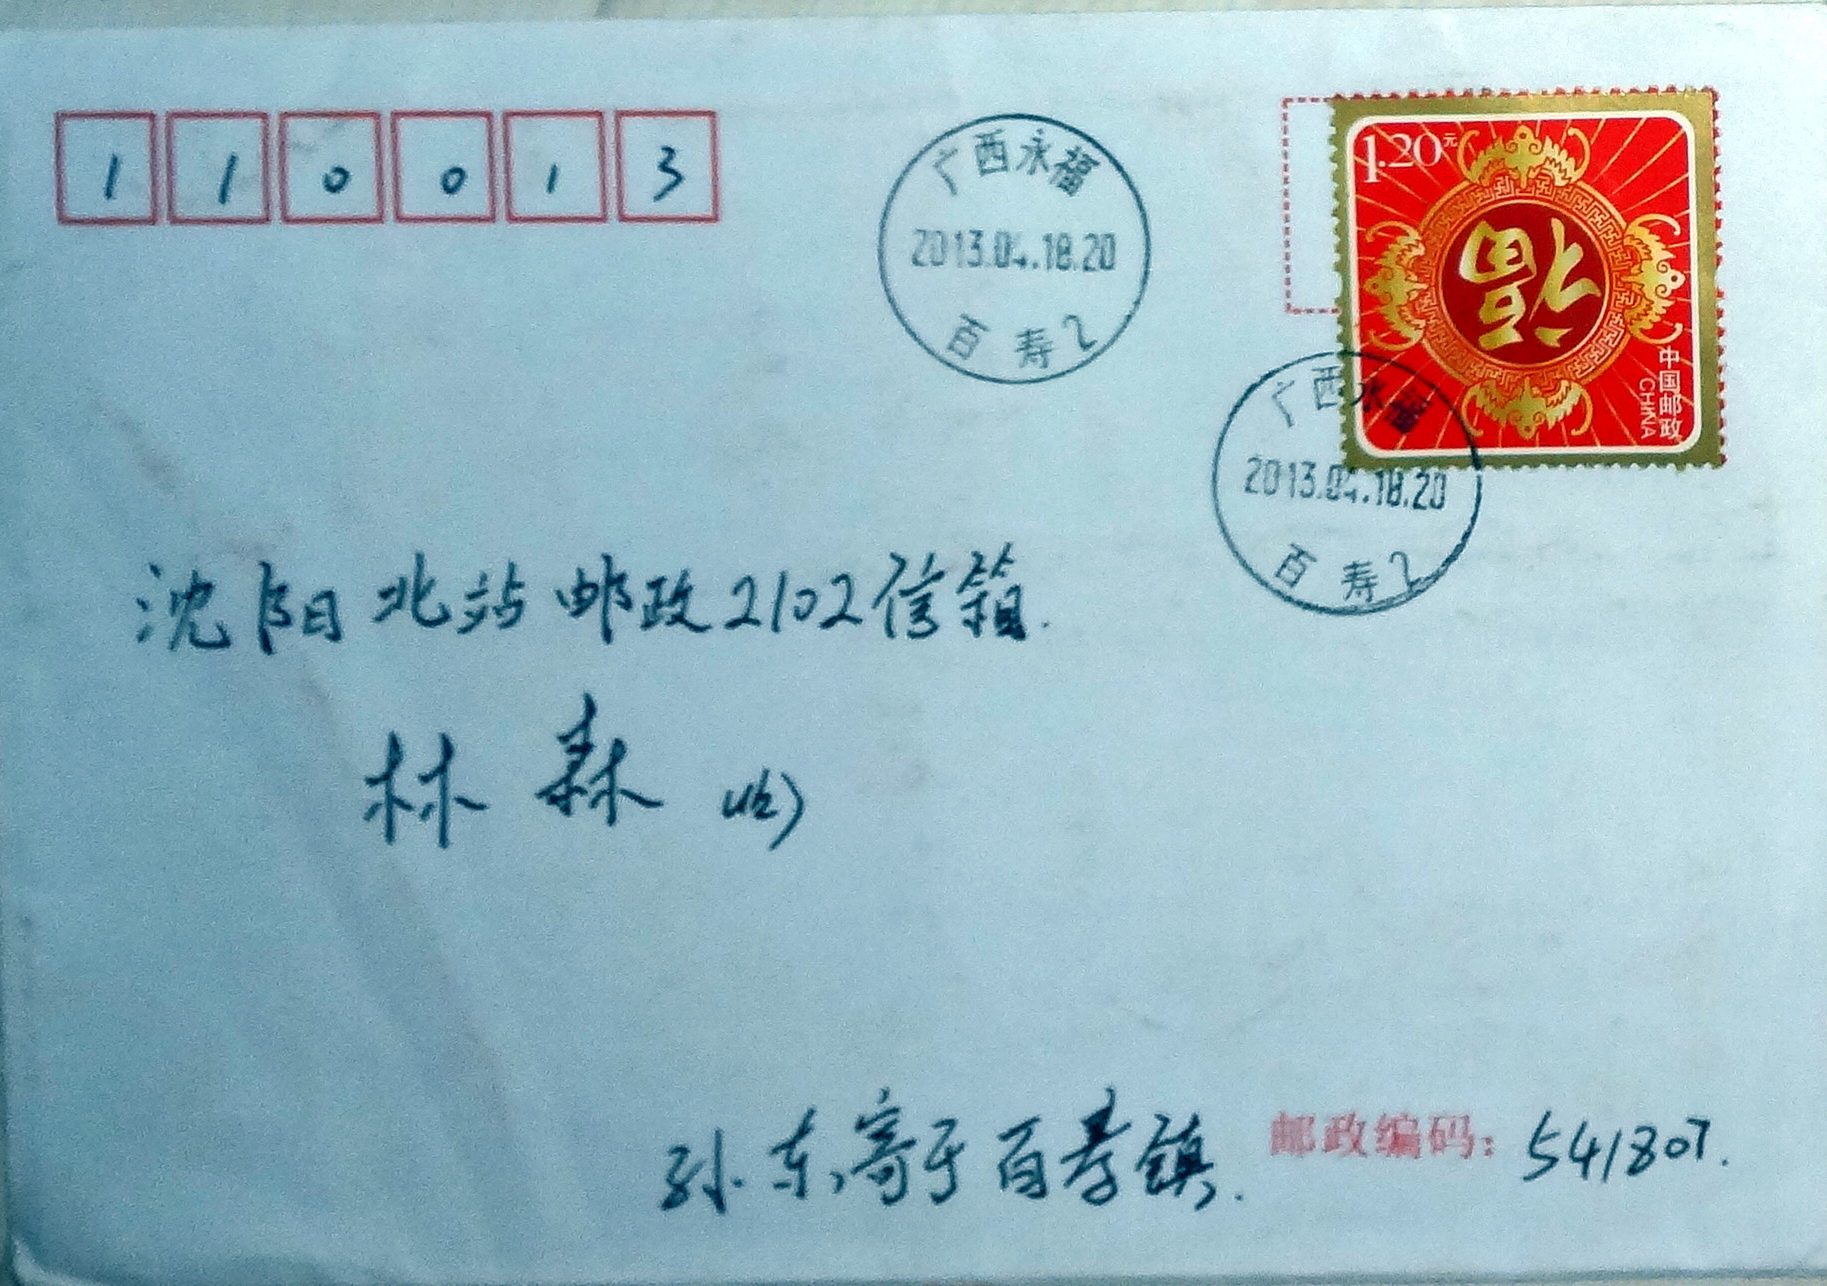 110013
广西永福
2013.04.18.20
百寿2
1.20元
福
中国邮政
CHINA
广西永福
2013.04.18.20
百寿2
沈阳北站邮政2102信箱.
林森 收
孙东寄于百寿镇.
邮政编码: 541807.